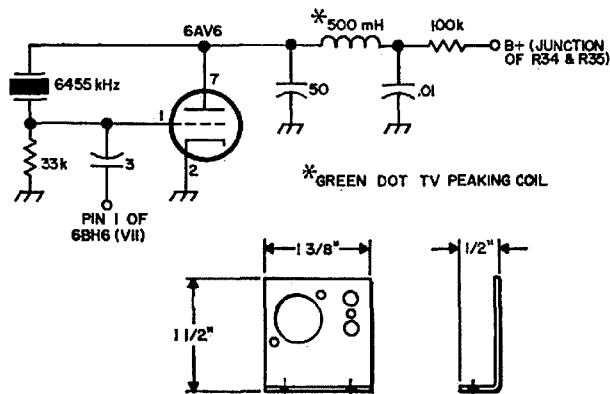 6AV6
*500 mH
100k
B+ (JUNCTION
OF R34 & R35)
7
6455 kHz
50
.01
1
2
33k
3
*GREEN DOT TV PEAKING COIL
PIN 1 OF
6BH6 (V11)
1 3/8"
1/2"
1 1/2"